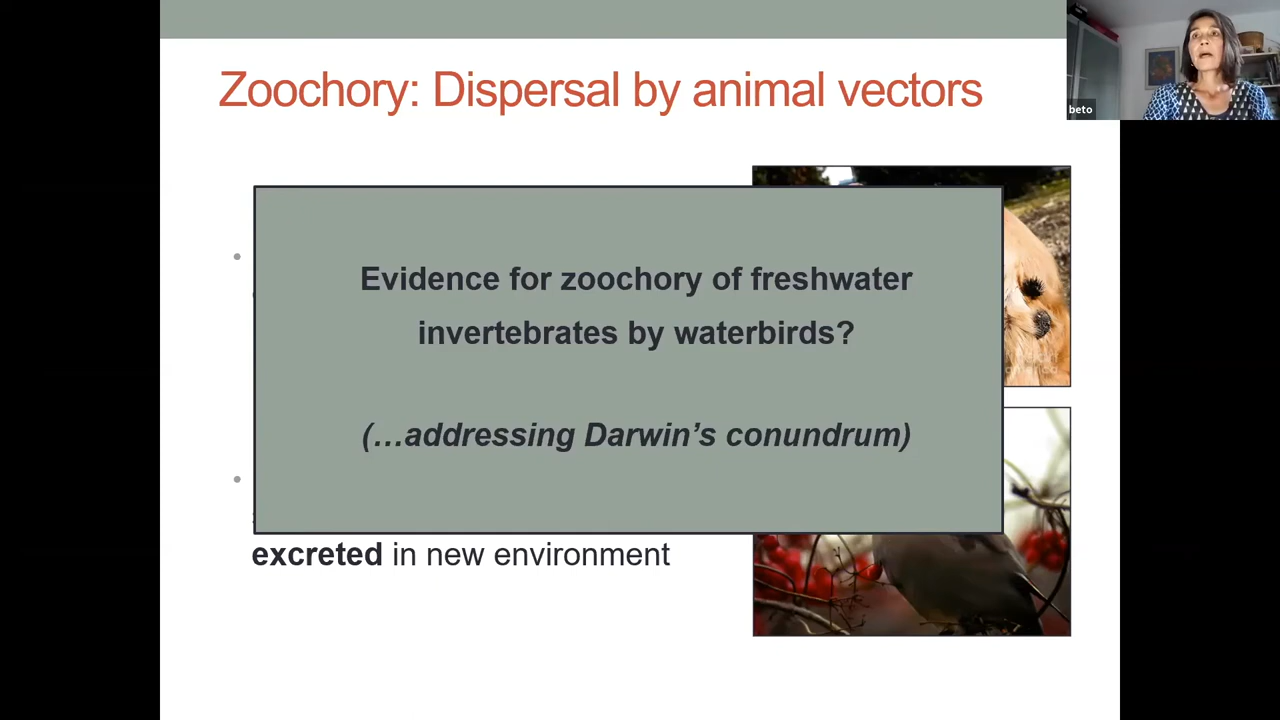 Zoochory: Dispersal by animal vectors
beto
Evidence for zoochory of freshwater
invertebrates by waterbirds?
(…addressing Darwin's conundrum)
excreted in new environment
america